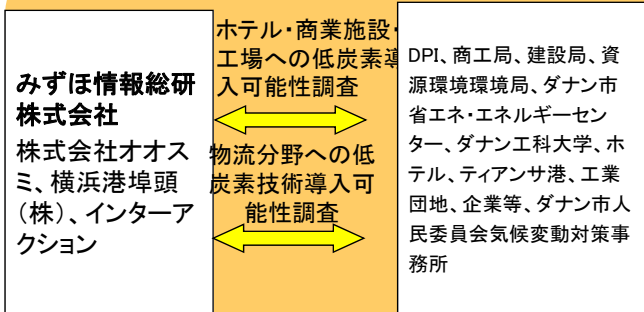 みずほ情報総研
株式会社
株式会社オオス
ミ、横浜港埠頭
（株）、インターア
クション
ホテル・商業施設・
工場への低炭素導
入可能性調査
物流分野への低
炭素技術導入可
能性調査
DPI、商工局、建設局、資
源環境環境局、ダナン市
省エネ・エネルギーセン
ター、ダナン工科大学、ホ
テル、ティアンサ港、工業
団地、企業等、ダナン市人
民委員会気候変動対策事
務所